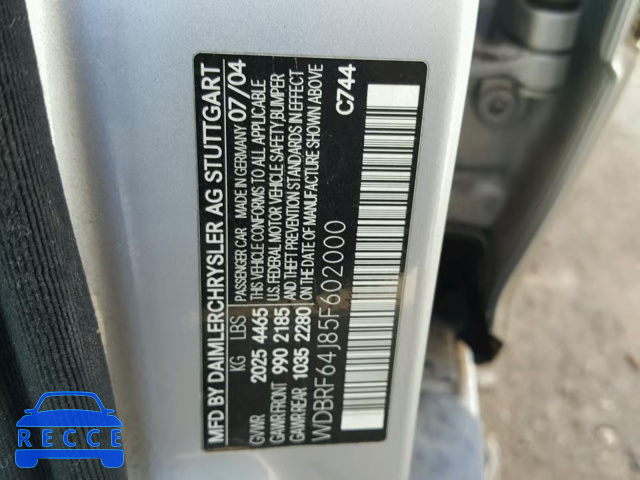 MFD BY DAIMLERCHRYSLER AG STUTTGART
KG LBS PASSENGER CAR MADE IN GERMANY 07/04
GVWR 2025 4465 THIS VEHICLE CONFORMS TO ALL APPLICABLE
GAWR FRONT 990 2185 U.S. FEDERAL MOTOR VEHICLE SAFETY,BUMPER
GAWR REAR 1035 2280 AND THEFT PREVENTION STANDARDS IN EFFECT
ON THE DATE OF MANUFACTURE SHOWN ABOVE
WDBRF64J85F602000 C744
RECCE